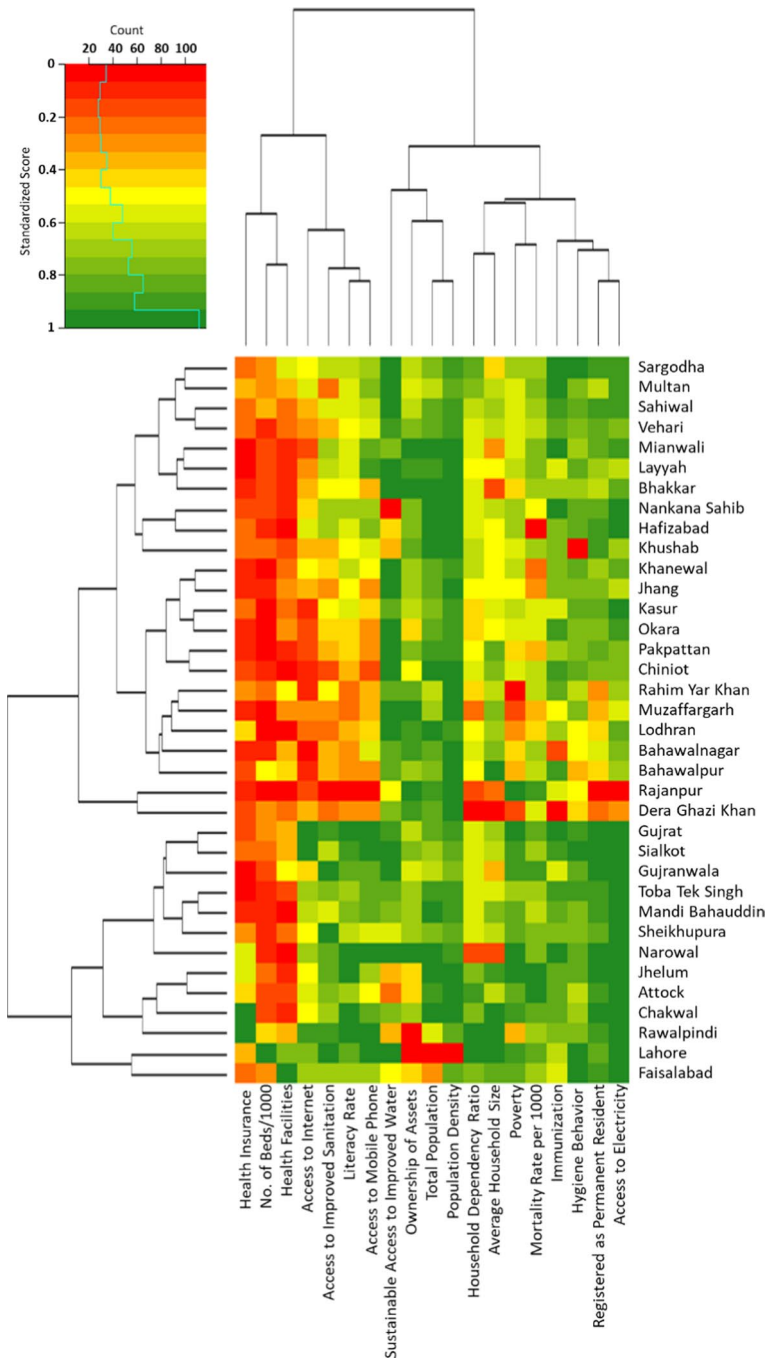 Count
20 40 60 80 100
0
0.2
0.4
0.6
0.8
1
Standardized Score
Sargodha
Multan
Sahiwal
Vehari
Mianwali
Layyah
Bhakkar
Nankana Sahib
Hafizabad
Khushab
Khanewal
Jhang
Kasur
Okara
Pakpattan
Chiniot
Rahim Yar Khan
Muzaffargarh
Lodhran
Bahawalnagar
Bahawalpur
Rajanpur
Dera Ghazi Khan
Gujrat
Sialkot
Gujranwala
Toba Tek Singh
Mandi Bahauddin
Sheikhupura
Narowal
Jhelum
Attock
Chakwal
Rawalpindi
Lahore
Faisalabad
Health Insurance
No. of Beds/1000
Health Facilities
Access to Internet
Access to Improved Sanitation
Literacy Rate
Access to Mobile Phone
Sustainable Access to Improved Water
Ownership of Assets
Total Population
Population Density
Household Dependency Ratio
Average Household Size
Poverty
Mortality Rate per 1000
Immunization
Hygiene Behavior
Registered as Permanent Resident
Access to Electricity